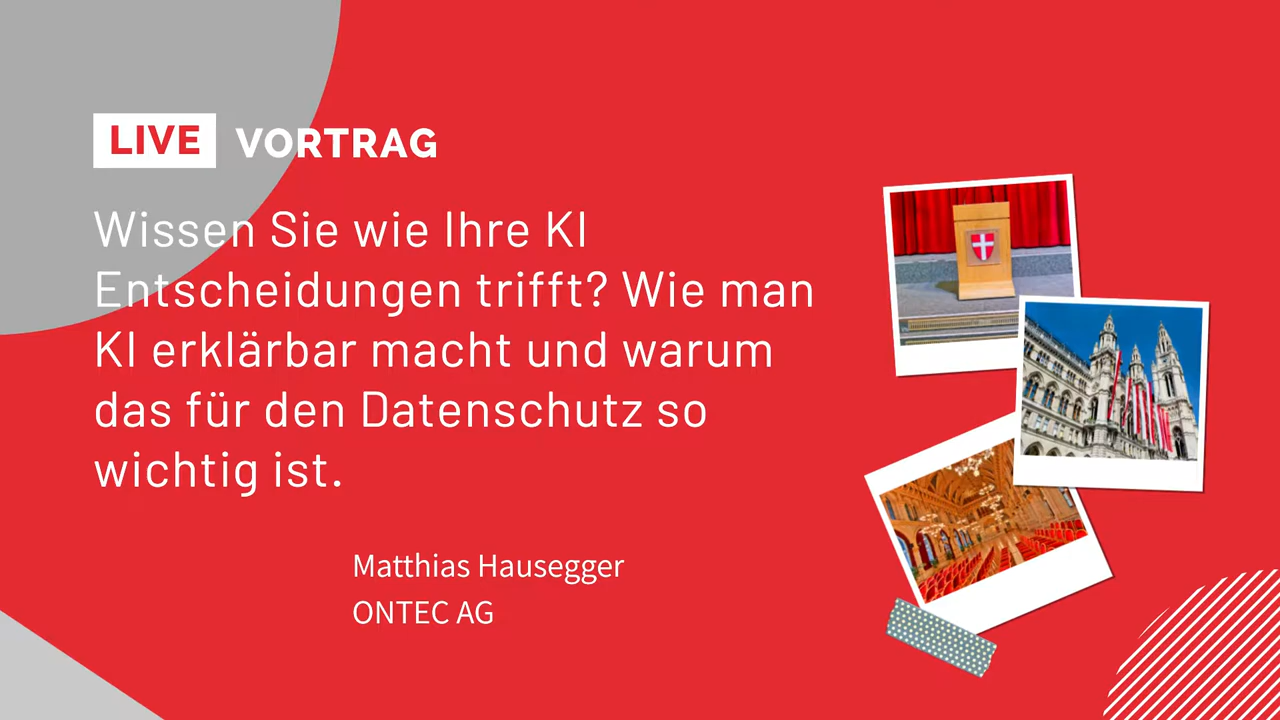 LIVE VORTRAG
Wissen Sie wie Ihre KI
Entscheidungen trifft? Wie man
KI erklärbar macht und warum
das für den Datenschutz so
wichtig ist.
Matthias Hausegger
ONTEC AG